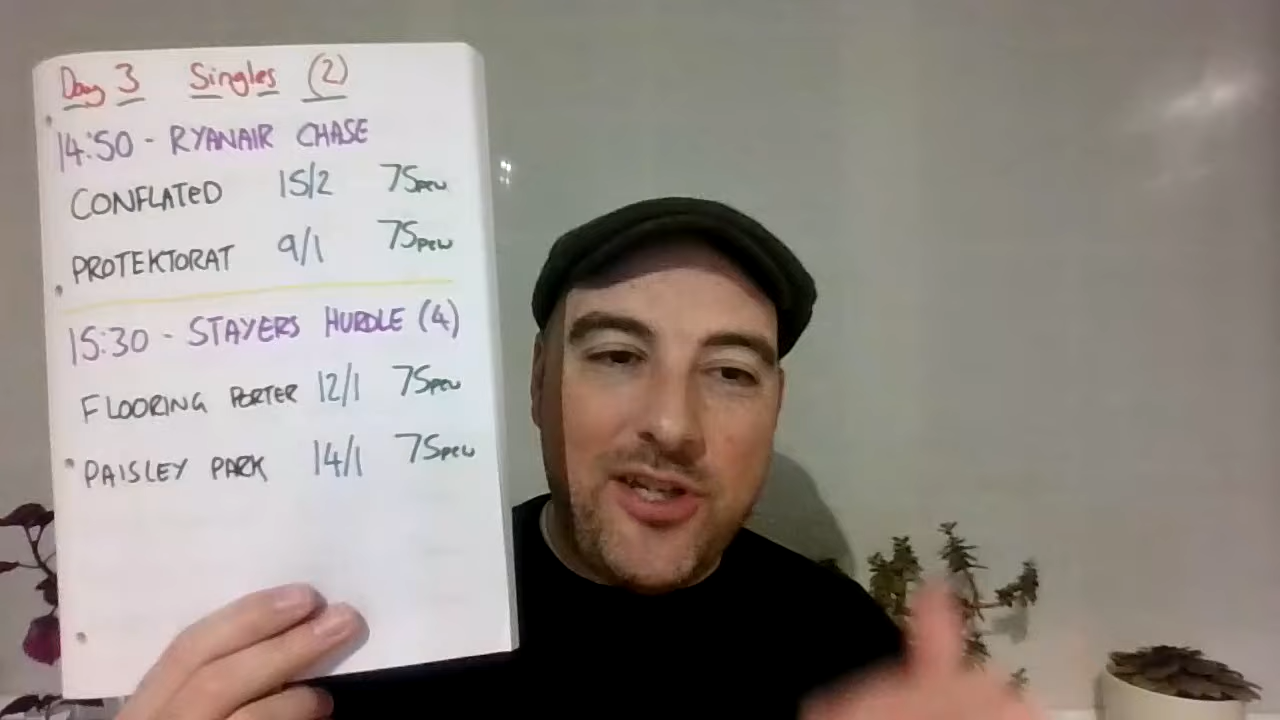 Day 3 Singles (2)
14:50 - RYANAIR CHASE
CONFLATED 15/2 75pew
PROTEKTORAT 9/1 75pew
15:30 - STAYERS HURDLE (4)
FLOORING PORTER 12/1 75pew
PAISLEY PARK 14/1 75pew